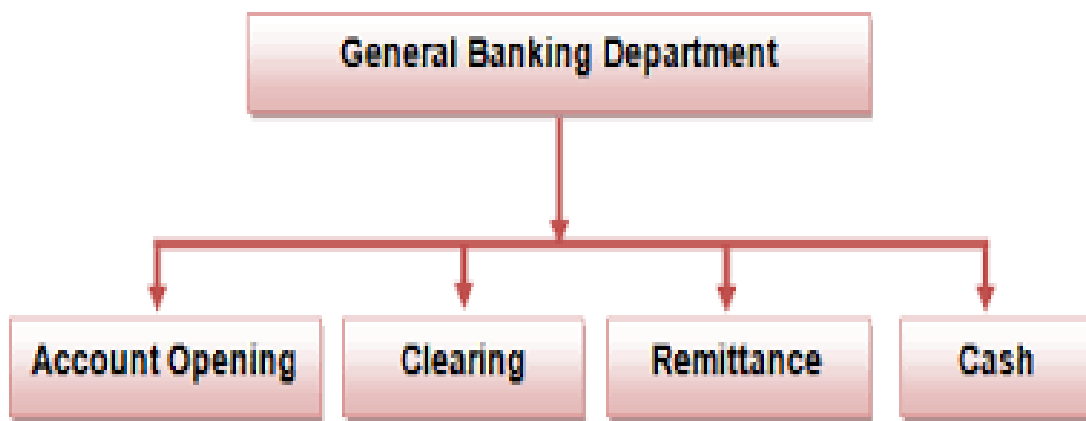 General Banking Department
Account Opening
Clearing
Remittance
Cash